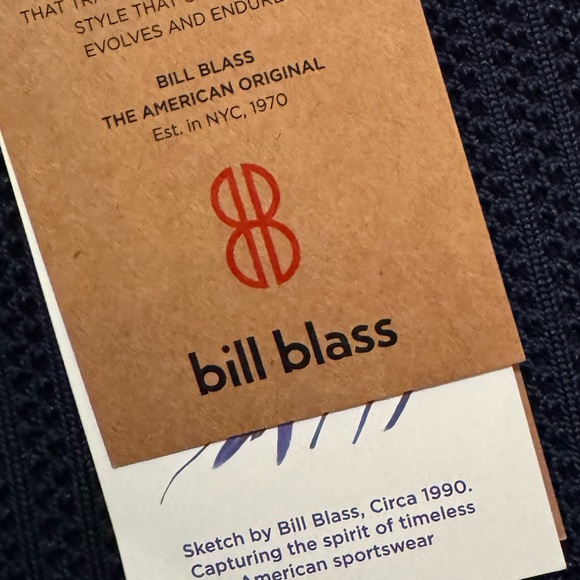 THAT
STYLE THAT
EVOLVES AND ENDURE
BILL BLASS
THE AMERICAN ORIGINAL
Est. in NYC, 1970
bill blass
Sketch by Bill Blass, Circa 1990.
Capturing the spirit of timeless
American sportswear